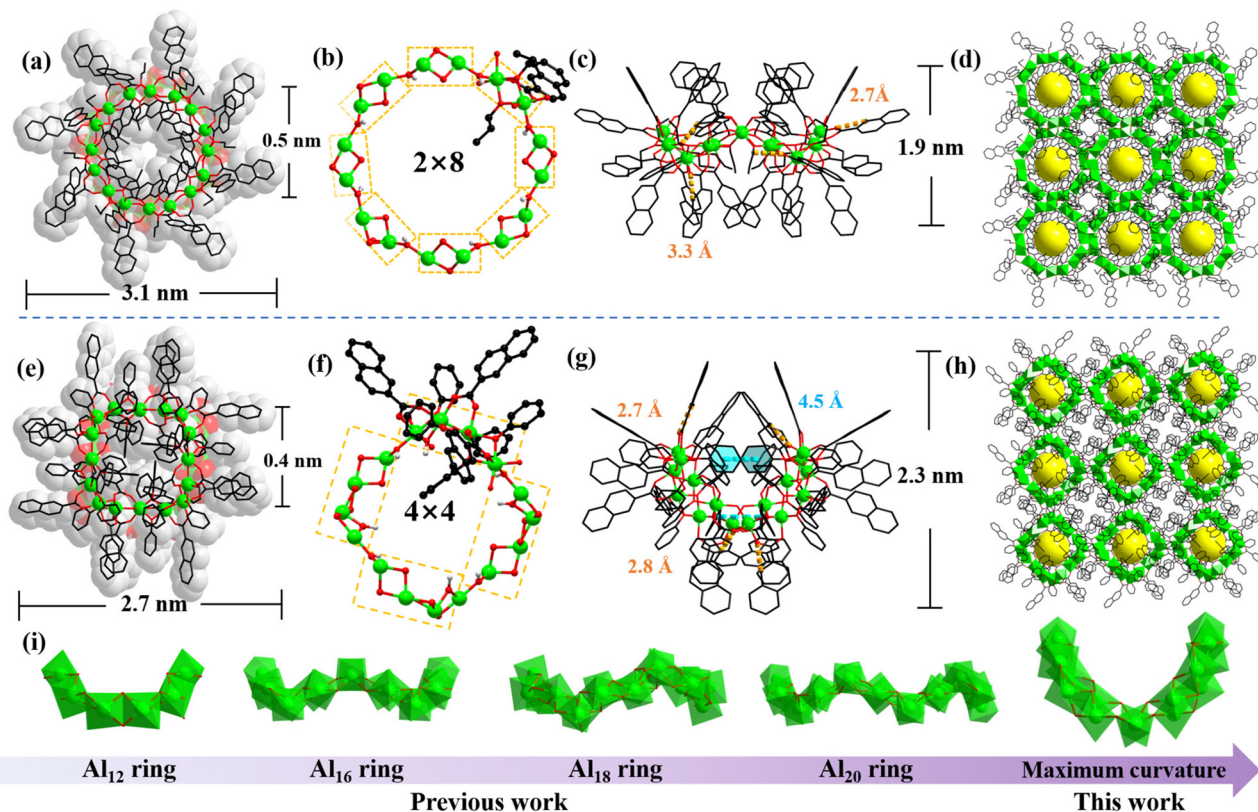 (a)
0.5 nm
3.1 nm
(b)
2×8
(c)
2.7Å
3.3 Å
1.9 nm
(d)
(e)
0.4 nm
2.7 nm
(f)
4×4
(g)
2.7 Å
4.5 Å
2.8 Å
2.3 nm
(h)
(i)
Al₁₂ ring
Al₁₆ ring
Al₁₈ ring
Al₂₀ ring
Maximum curvature
Previous work
This work